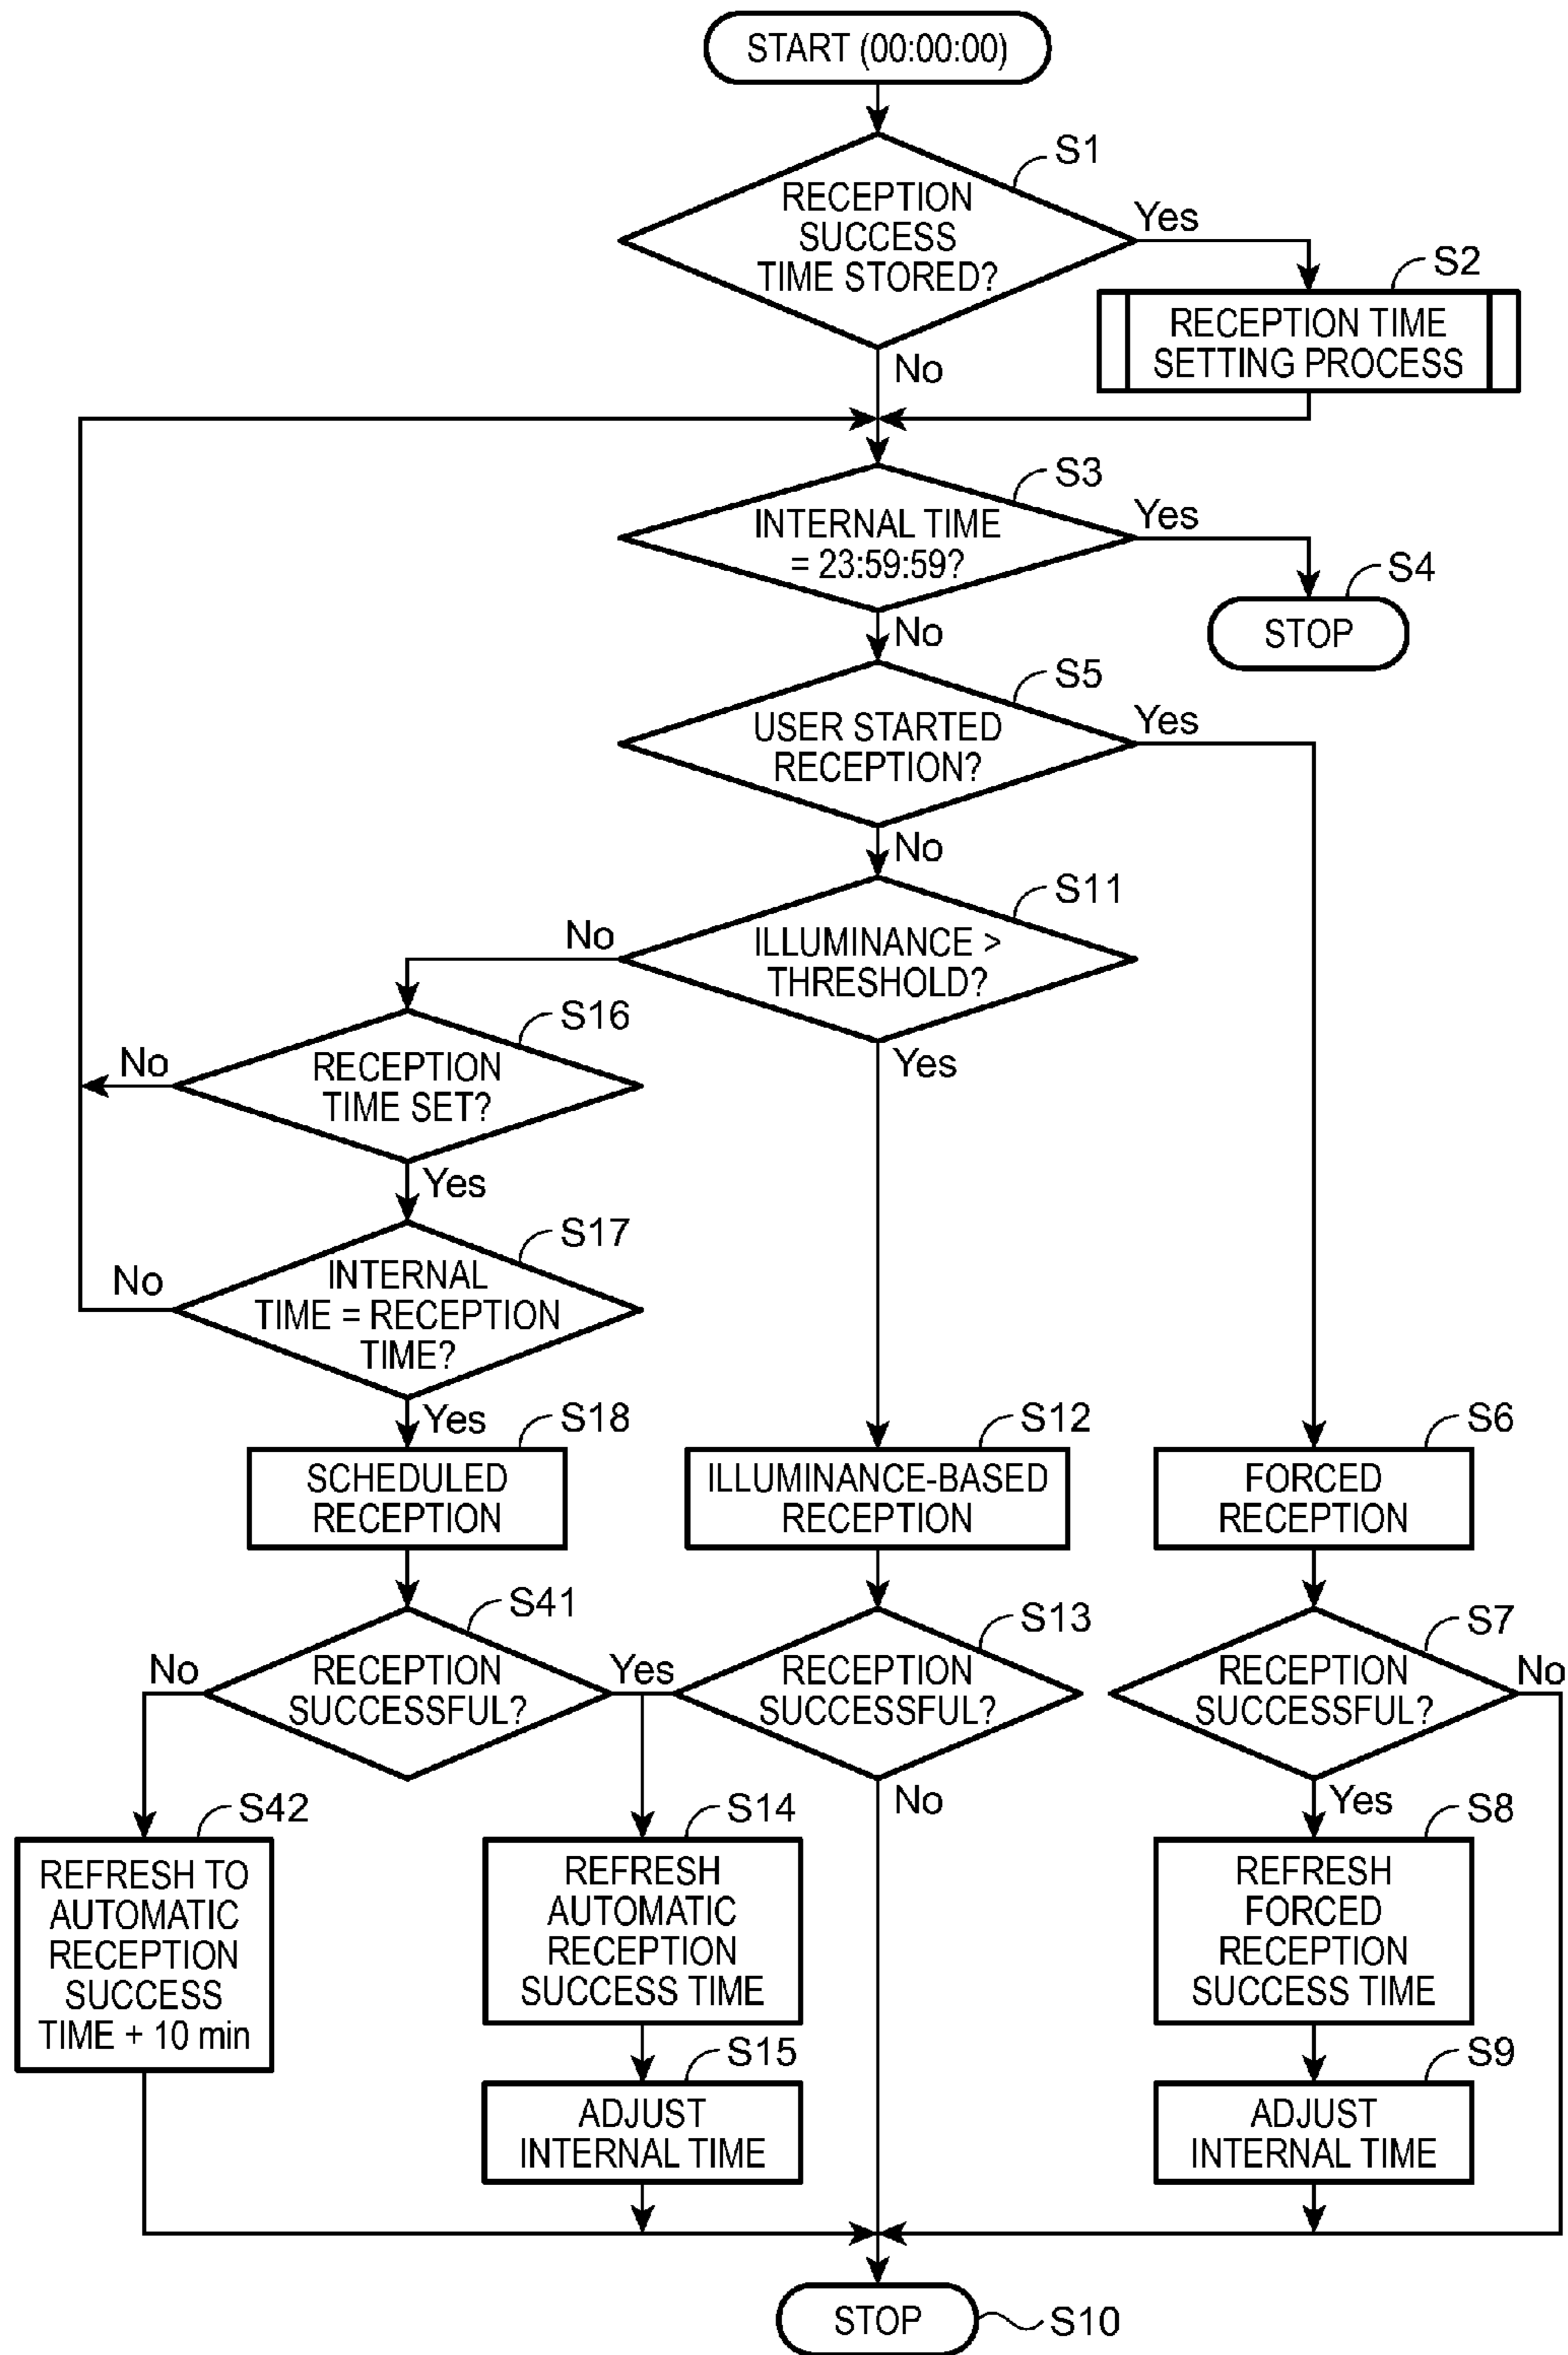 START (00:00:00)
S1
RECEPTION
SUCCESS
TIME STORED?
Yes
S2
RECEPTION TIME
SETTING PROCESS
No
S3
INTERNAL TIME
= 23:59:59?
Yes
S4
STOP
No
S5
USER STARTED
RECEPTION?
Yes
No
S11
ILLUMINANCE >
THRESHOLD?
No
Yes
S16
RECEPTION
TIME SET?
No
Yes
S17
INTERNAL
TIME = RECEPTION
TIME?
No
Yes
S18
SCHEDULED
RECEPTION
S12
ILLUMINANCE-BASED
RECEPTION
S6
FORCED
RECEPTION
S41
RECEPTION
SUCCESSFUL?
No
Yes
S13
RECEPTION
SUCCESSFUL?
No
S7
RECEPTION
SUCCESSFUL?
No
Yes
S42
REFRESH TO
AUTOMATIC
RECEPTION
SUCCESS
TIME + 10 min
S14
REFRESH
AUTOMATIC
RECEPTION
SUCCESS TIME
S8
REFRESH
FORCED
RECEPTION
SUCCESS TIME
S15
ADJUST
INTERNAL TIME
S9
ADJUST
INTERNAL TIME
STOP
S10